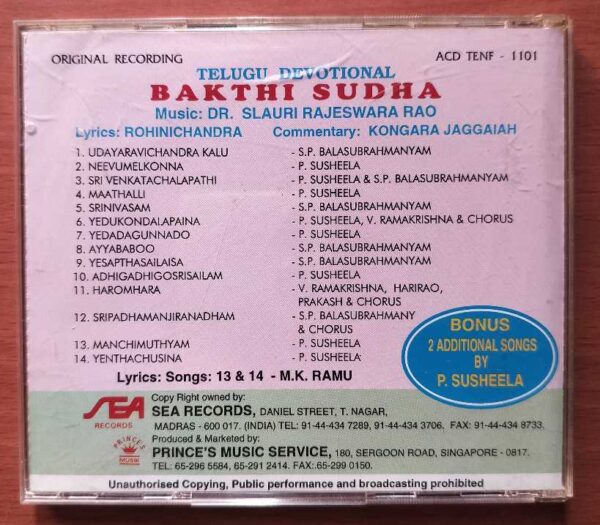 ORIGINAL RECORDING ACD TENF - 1101
TELUGU DEVOTIONAL
BAKTHI SUDHA
Music: DR. SLAURI RAJESWARA RAO
Lyrics: ROHINICHANDRA Commentary: KONGARA JAGGAIAH
1. UDAYARAVICHANDRA KALU - S.P. BALASUBRAHMANYAM
2. NEEVUMELKONNA - P. SUSHEELA
3. SRI VENKATACHALAPATHI - P. SUSHEELA & S.P. BALASUBRAHMANYAM
4. MAATHALLI - P. SUSHEELA
5. SRINIVASAM - S.P. BALASUBRAHMANYAM
6. YEDUKONDALAPAINA - P. SUSHEELA, V. RAMAKRISHNA & CHORUS
7. YEDADAGUNNADO - P. SUSHEELA
8. AYYABABOO - S.P. BALASUBRAHMANYAM
9. YESAPTHASAILAISA - S.P. BALASUBRAHMANYAM
10. ADHIGADHIGOSRISAILAM - P. SUSHEELA
11. HAROMHARA - V. RAMAKRISHNA, HARIRAO,
PRAKASH & CHORUS
12. SRIPADHAMANJIRANADHAM - S.P. BALASUBRAHMANY
& CHORUS
13. MANCHIMUTHYAM - P. SUSHEELA
14. YENTHACHUSINA - P. SUSHEELA
BONUS
2 ADDITIONAL SONGS
BY
P. SUSHEELA
Lyrics: Songs: 13 & 14 - M.K. RAMU
SEA
RECORDS
Copy Right owned by:
SEA RECORDS, DANIEL STREET, T. NAGAR,
MADRAS - 600 017. (INDIA) TEL: 91-44-434 7289, 91-44-434 3706. FAX: 91-44-434 8733.
PRINCE'S
MUSIK
Produced & Marketed by:
PRINCE'S MUSIC SERVICE, 180, SERGOON ROAD, SINGAPORE - 0817.
TEL: 65-296 5584, 65-291 2414. FAX:65-299 0150.
Unauthorised Copying, Public performance and broadcasting prohibited